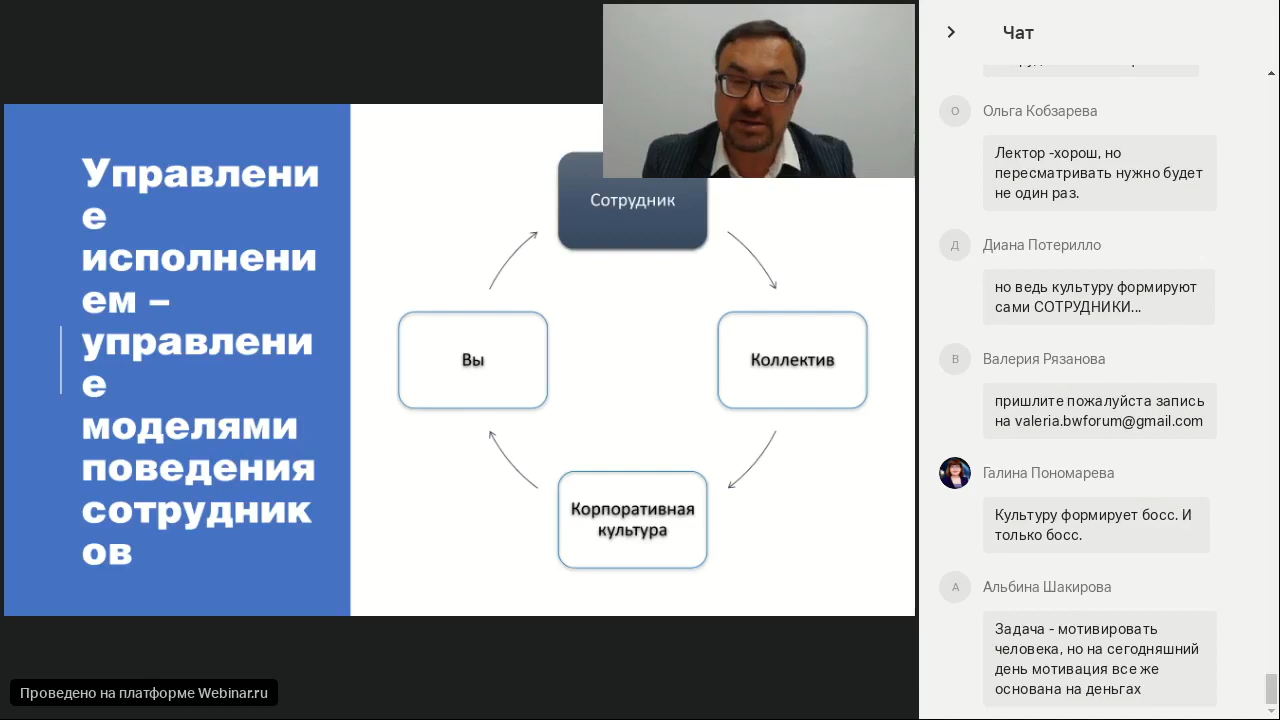 Управлени
е
исполнени
ем –
управлени
е
моделями
поведения
сотрудник
ов
Сотрудник
Вы
Коллектив
Корпоративная
культура
Проведено на платформе Webinar.ru
Чат
О
Ольга Кобзарева
Лектор -хорош, но
пересматривать нужно будет
не один раз.
Д
Диана Потерилло
но ведь культуру формируют
сами СОТРУДНИКИ...
В
Валерия Рязанова
пришлите пожалуйста запись
на valeria.bwforum@gmail.com
Галина Пономарева
Культуру формирует босс. И
только босс.
А
Альбина Шакирова
Задача - мотивировать
человека, но на сегодняшний
день мотивация все же
основана на деньгах